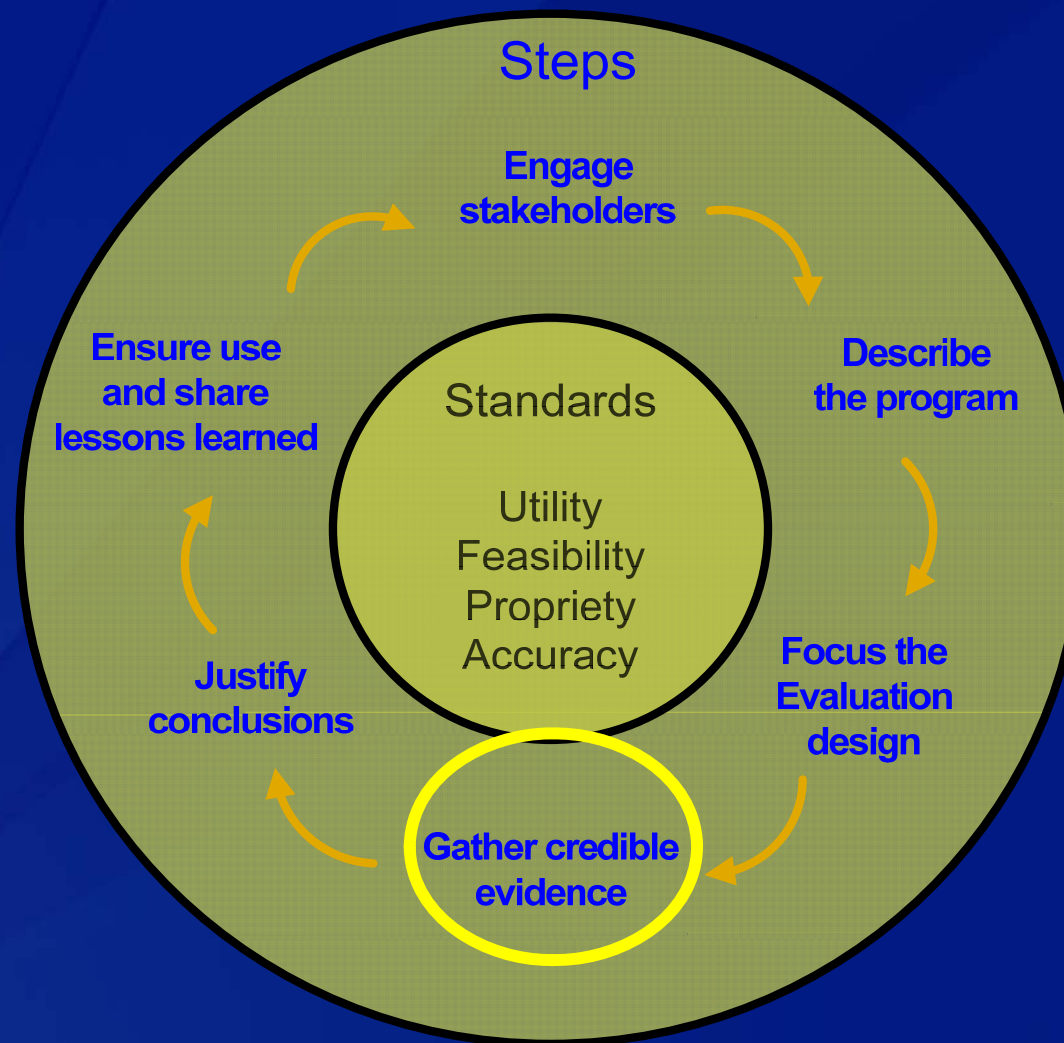 Steps
Engage
stakeholders
Describe
the program
Focus the
Evaluation
design
Gather credible
evidence
Justify
conclusions
Ensure use
and share
lessons learned
Standards
Utility
Feasibility
Propriety
Accuracy